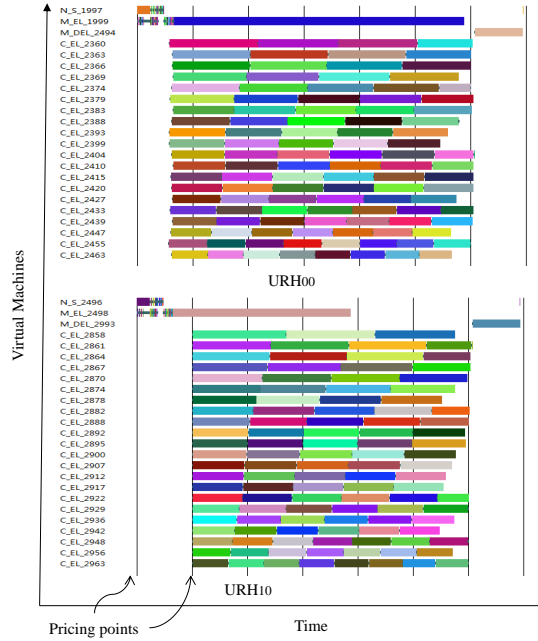 N_S_1997
M_EL_1999
M_DEL_2494
C_EL_2360
C_EL_2363
C_EL_2366
C_EL_2369
C_EL_2374
C_EL_2379
C_EL_2383
C_EL_2388
C_EL_2393
C_EL_2399
C_EL_2404
C_EL_2410
C_EL_2415
C_EL_2420
C_EL_2427
C_EL_2433
C_EL_2439
C_EL_2447
C_EL_2455
C_EL_2463
URH00
Virtual Machines
N_S_2496
M_EL_2498
M_DEL_2993
C_EL_2858
C_EL_2861
C_EL_2864
C_EL_2867
C_EL_2870
C_EL_2874
C_EL_2878
C_EL_2882
C_EL_2888
C_EL_2892
C_EL_2895
C_EL_2900
C_EL_2907
C_EL_2912
C_EL_2917
C_EL_2922
C_EL_2929
C_EL_2936
C_EL_2942
C_EL_2948
C_EL_2956
C_EL_2963
URH10
Pricing points
Time